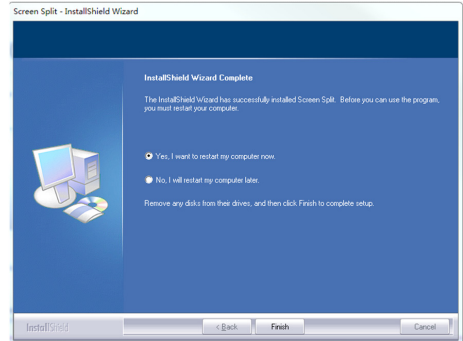 Screen Split - InstallShield Wizard
InstallShield Wizard Complete
The InstallShield Wizard has successfully installed Screen Split. Before you can use the program,
you must restart your computer.
Yes, I want to restart my computer now.
No, I will restart my computer later.
Remove any disks from their drives, and then click Finish to complete setup.
InstallShield
< Back
Finish
Cancel